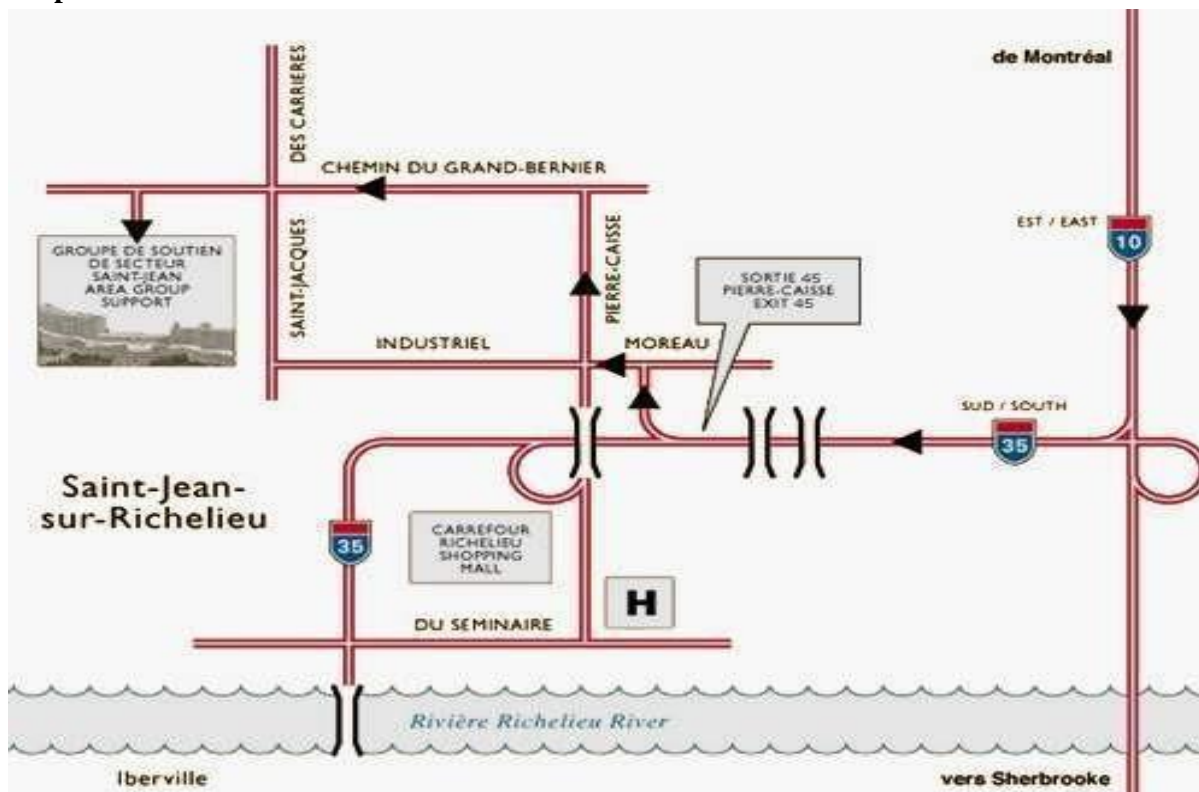 de Montréal
DES CARRIERES
CHEMIN DU GRAND-BERNIER
EST / EAST
10
GROUPE DE SOUTIEN
DE SECTEUR
SAINT-JEAN
AREA GROUP
SUPPORT
SAINT-JACQUES
PIERRE-CAISSE
SORTIE 45
PIERRE-CAISSE
EXIT 45
INDUSTRIEL
MOREAU
SUD / SOUTH
35
Saint-Jean-
sur-Richelieu
35
CARREFOUR
RICHELIEU
SHOPPING
MALL
H
DU SEMINAIRE
Rivière Richelieu River
Iberville
vers Sherbrooke